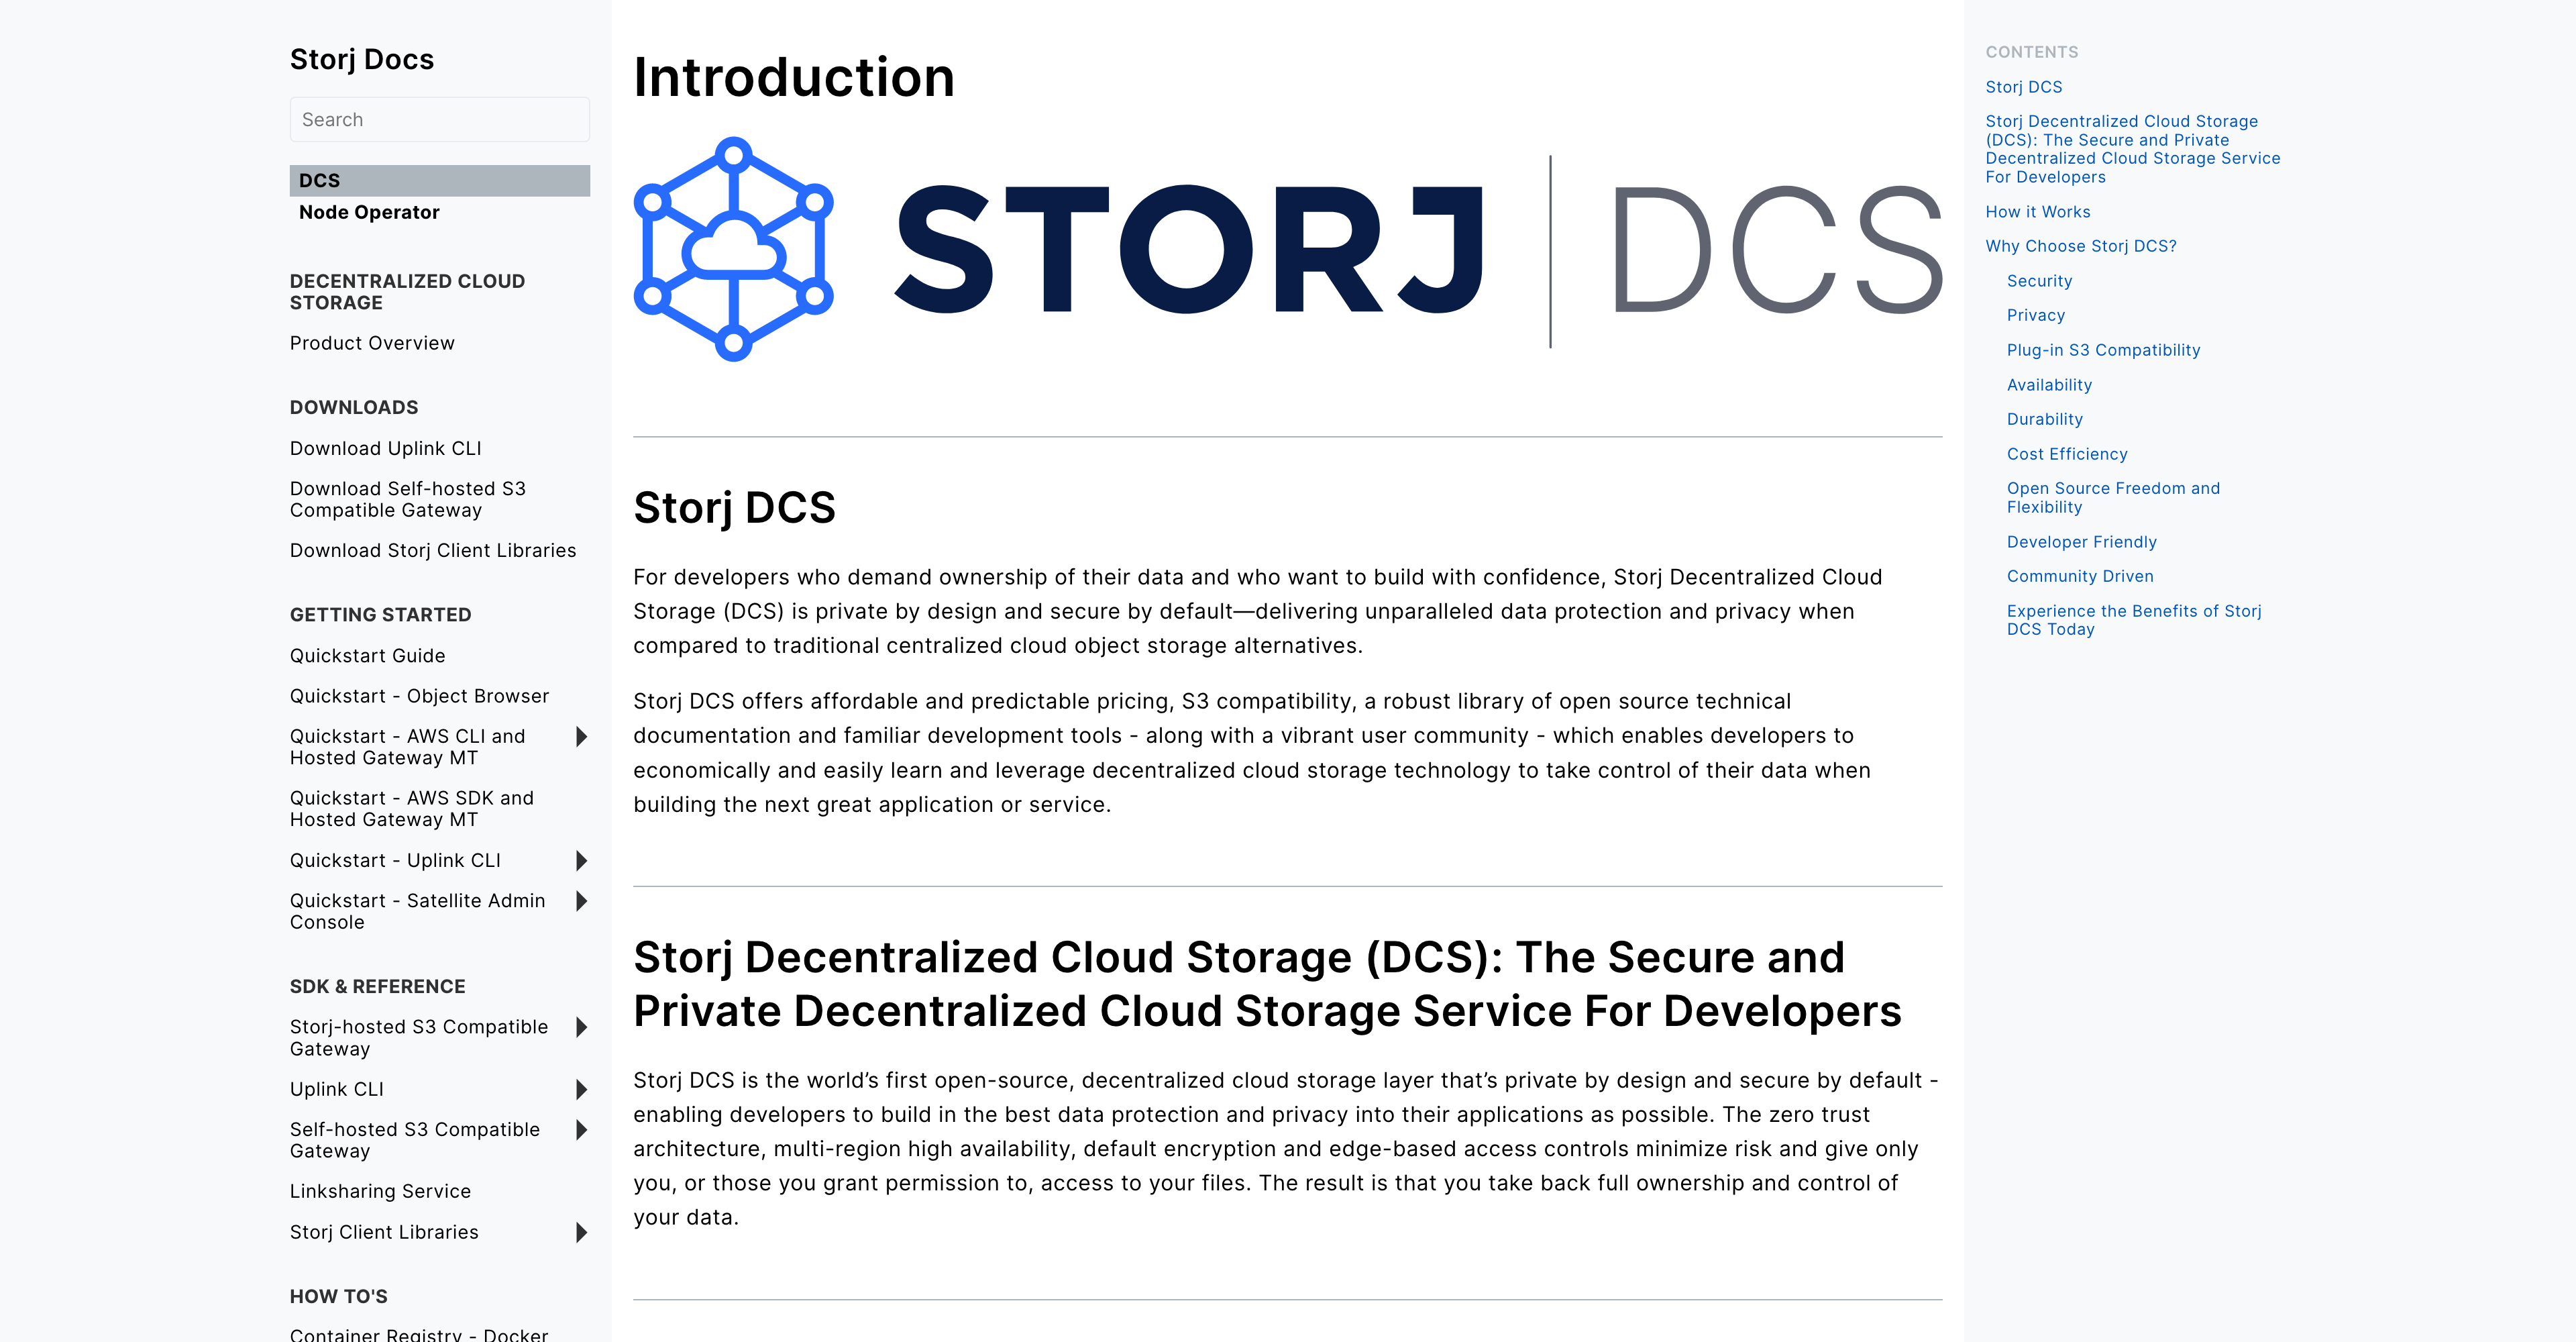 Storj Docs
Search
DCS
Node Operator
DECENTRALIZED CLOUD
STORAGE
Product Overview
DOWNLOADS
Download Uplink CLI
Download Self-hosted S3
Compatible Gateway
Download Storj Client Libraries
GETTING STARTED
Quickstart Guide
Quickstart - Object Browser
Quickstart - AWS CLI and
Hosted Gateway MT
Quickstart - AWS SDK and
Hosted Gateway MT
Quickstart - Uplink CLI
Quickstart - Satellite Admin
Console
SDK & REFERENCE
Storj-hosted S3 Compatible
Gateway
Uplink CLI
Self-hosted S3 Compatible
Gateway
Linksharing Service
Storj Client Libraries
HOW TO'S
Container Registry - Docker
Introduction
STORJ | DCS
Storj DCS
For developers who demand ownership of their data and who want to build with confidence, Storj Decentralized Cloud
Storage (DCS) is private by design and secure by default—delivering unparalleled data protection and privacy when
compared to traditional centralized cloud object storage alternatives.
Storj DCS offers affordable and predictable pricing, S3 compatibility, a robust library of open source technical
documentation and familiar development tools - along with a vibrant user community - which enables developers to
economically and easily learn and leverage decentralized cloud storage technology to take control of their data when
building the next great application or service.
Storj Decentralized Cloud Storage (DCS): The Secure and
Private Decentralized Cloud Storage Service For Developers
Storj DCS is the world’s first open-source, decentralized cloud storage layer that’s private by design and secure by default -
enabling developers to build in the best data protection and privacy into their applications as possible. The zero trust
architecture, multi-region high availability, default encryption and edge-based access controls minimize risk and give only
you, or those you grant permission to, access to your files. The result is that you take back full ownership and control of
your data.
CONTENTS
Storj DCS
Storj Decentralized Cloud Storage
(DCS): The Secure and Private
Decentralized Cloud Storage Service
For Developers
How it Works
Why Choose Storj DCS?
Security
Privacy
Plug-in S3 Compatibility
Availability
Durability
Cost Efficiency
Open Source Freedom and
Flexibility
Developer Friendly
Community Driven
Experience the Benefits of Storj
DCS Today